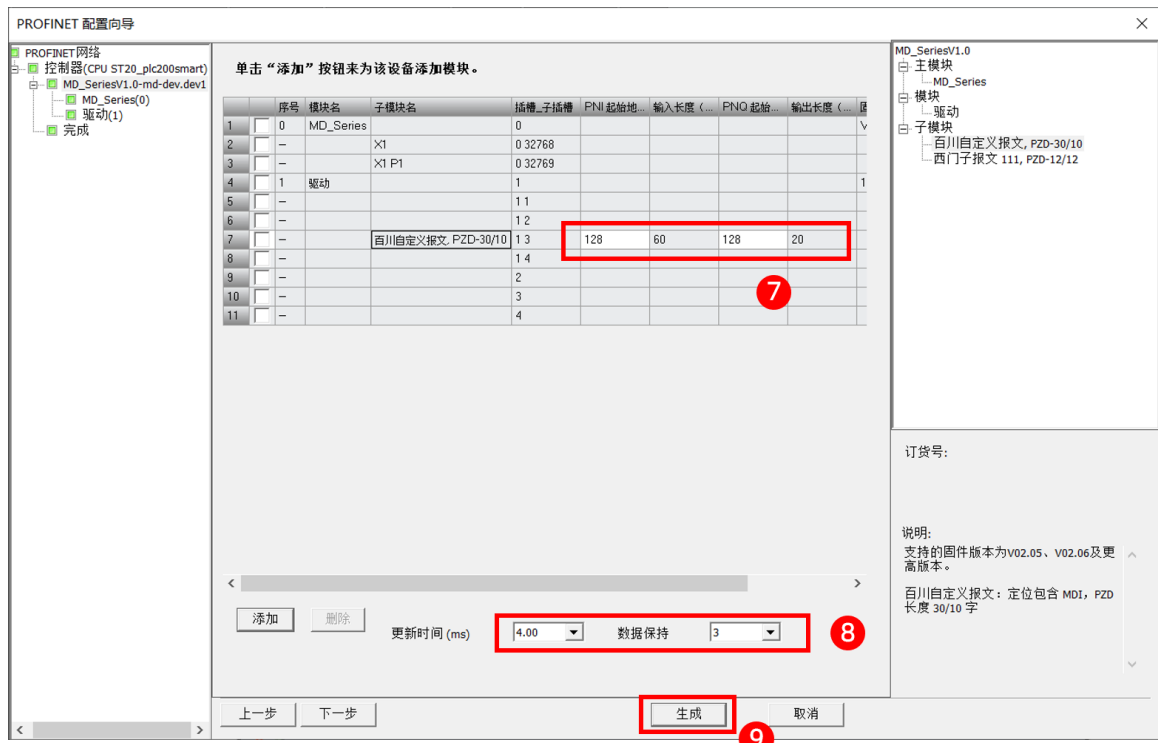 PROFINET 配置向导
PROFINET网络
控制器(CPU ST20_plc200smart)
MD_SeriesV1.0-md-dev.dev1
MD_Series(0)
驱动(1)
完成
单击“添加”按钮来为该设备添加模块。
序号 模块名 子模块名 插槽_子插槽 PNI 起始地... 输入长度 (... PNQ 起始... 输出长度 (... 固
1 0 MD_Series 0 V
2 – X1 0 32768
3 – X1 P1 0 32769
4 1 驱动 1 1
5 – 1 1
6 – 1 2
7 – 百川自定义报文, PZD-30/10 1 3 128 60 128 20
8 – 1 4
9 – 2
10 – 3
11 – 4
7
添加 删除 更新时间 (ms) 4.00 数据保持 3
8
上一步 下一步 生成 取消
9
MD_SeriesV1.0
主模块
MD_Series
模块
驱动
子模块
百川自定义报文, PZD-30/10
西门子报文 111, PZD-12/12
订货号:
说明:
支持的固件版本为V02.05、V02.06及更
高版本。
百川自定义报文：定位包含 MDI，PZD
长度 30/10 字